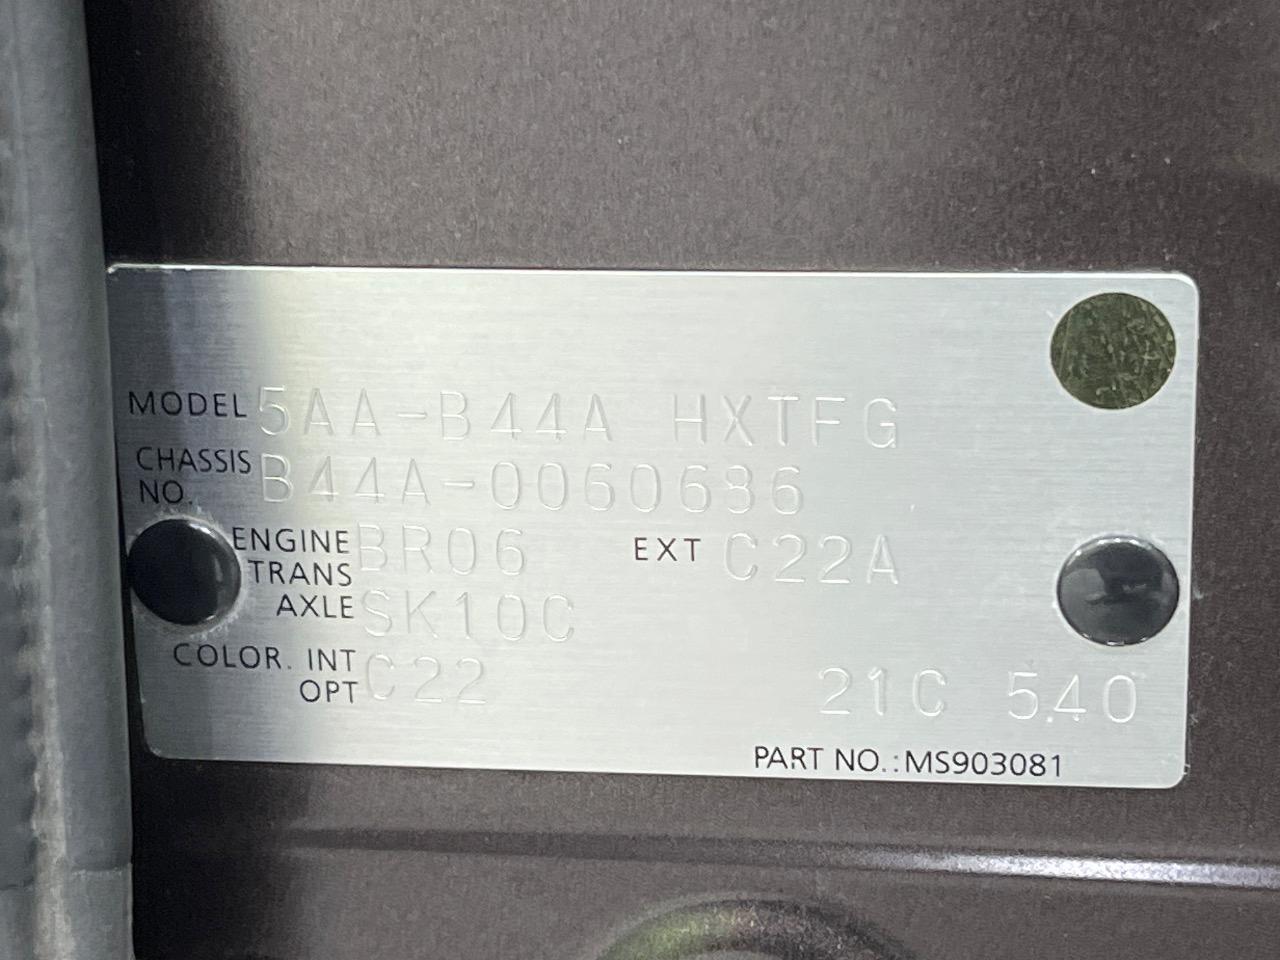 MODEL 5AA-B44A HXTFG
CHASSIS NO. B44A-0060686
ENGINE BR06 EXT C22A
TRANS AXLE SK10C
COLOR. INT C22
OPT 21C 540
PART NO.:MS903081